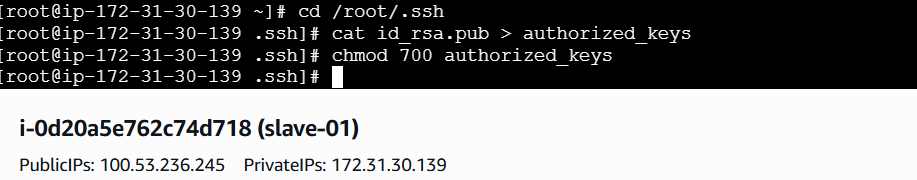 [root@ip-172-31-30-139 ~]# cd /root/.ssh
[root@ip-172-31-30-139 .ssh]# cat id_rsa.pub > authorized_keys
[root@ip-172-31-30-139 .ssh]# chmod 700 authorized_keys
[root@ip-172-31-30-139 .ssh]#
i-0d20a5e762c74d718 (slave-01)
PublicIPs: 100.53.236.245 PrivateIPs: 172.31.30.139